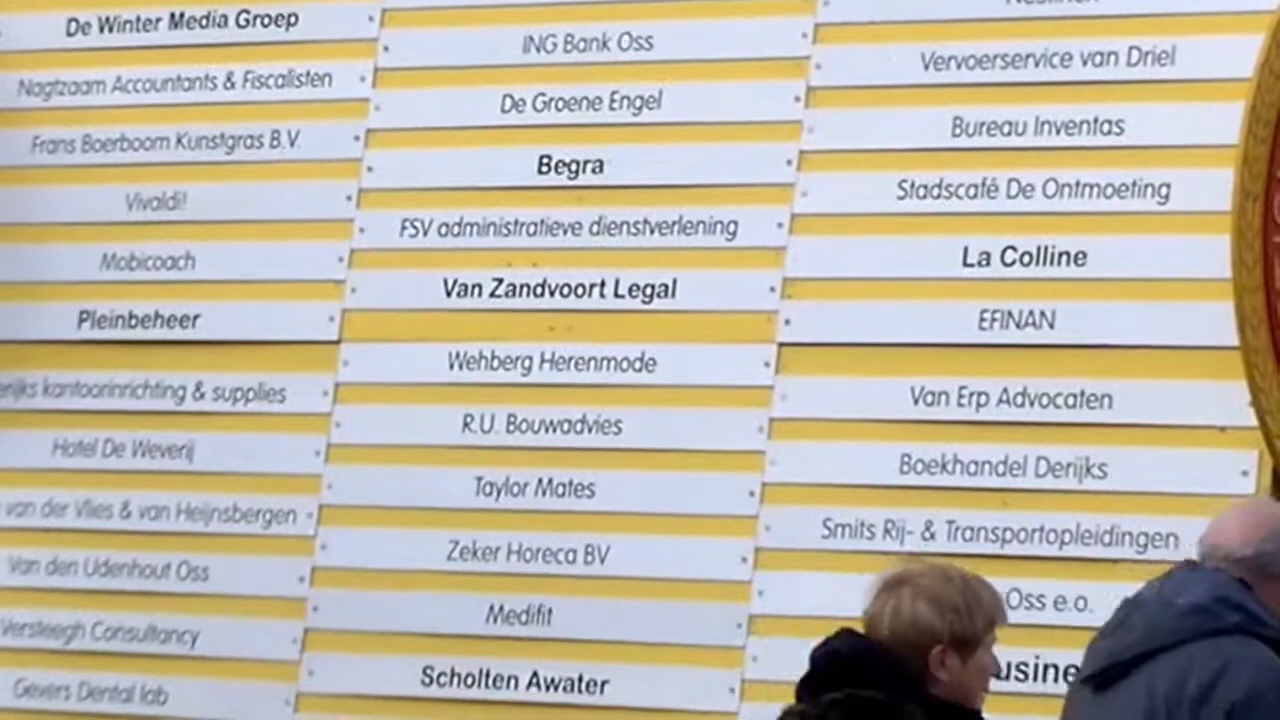 De Winter Media Groep
Nagtzaam Accountants & Fiscalisten
Frans Boerboom Kunstgras B.V.
Vivaldi!
Mobicoach
Pleinbeheer
kantoorinrichting & supplies
Hotel De Weverij
van der Vlies & van Heijnsbergen
Van den Udenhout Oss
Versteegh Consultancy
Gevers Dental lab
ING Bank Oss
De Groene Engel
Begra
FSV administratieve dienstverlening
Van Zandvoort Legal
Wehberg Herenmode
R.U. Bouwadvies
Taylor Mates
Zeker Horeca BV
Medifit
Scholten Awater
Vervoerservice van Driel
Bureau Inventas
Stadscafé De Ontmoeting
La Colline
EFINAN
Van Erp Advocaten
Boekhandel Derijks
Smits Rij- & Transportopleidingen
Oss e.o.